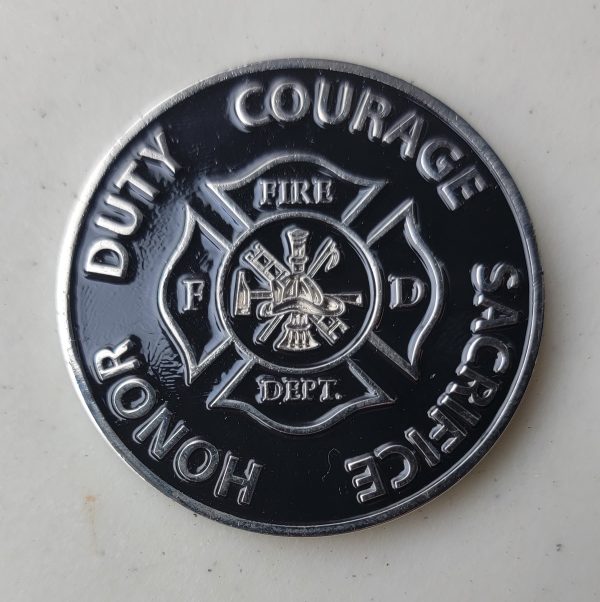 HONOR DUTY COURAGE SACRIFICE
FIRE
F D
DEPT.